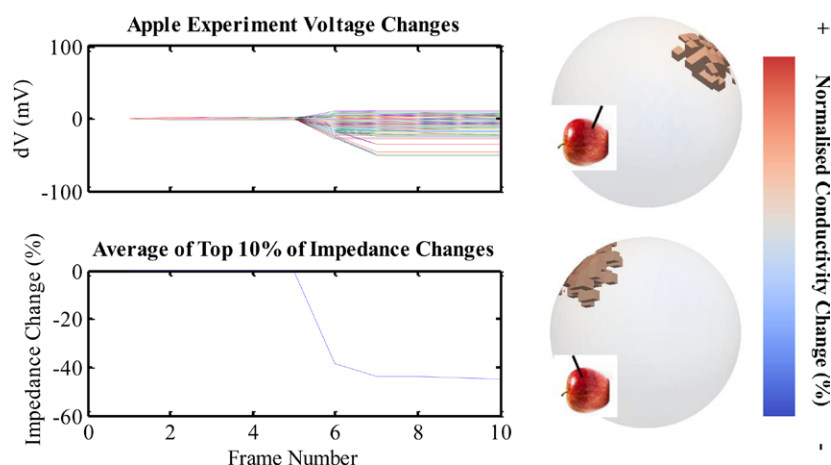 Apple Experiment Voltage Changes
100
0
-100
dV (mV)
Average of Top 10% of Impedance Changes
0
-20
-40
-60
Impedance Change (%)
0 2 4 6 8 10
Frame Number
+
Normalised Conductivity Change (%)
-